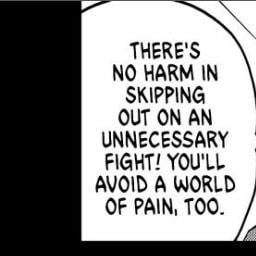 THERE'S
NO HARM IN
SKIPPING
OUT ON AN
UNNECESSARY
FIGHT! YOU'LL
AVOID A WORLD
OF PAIN, TOO.